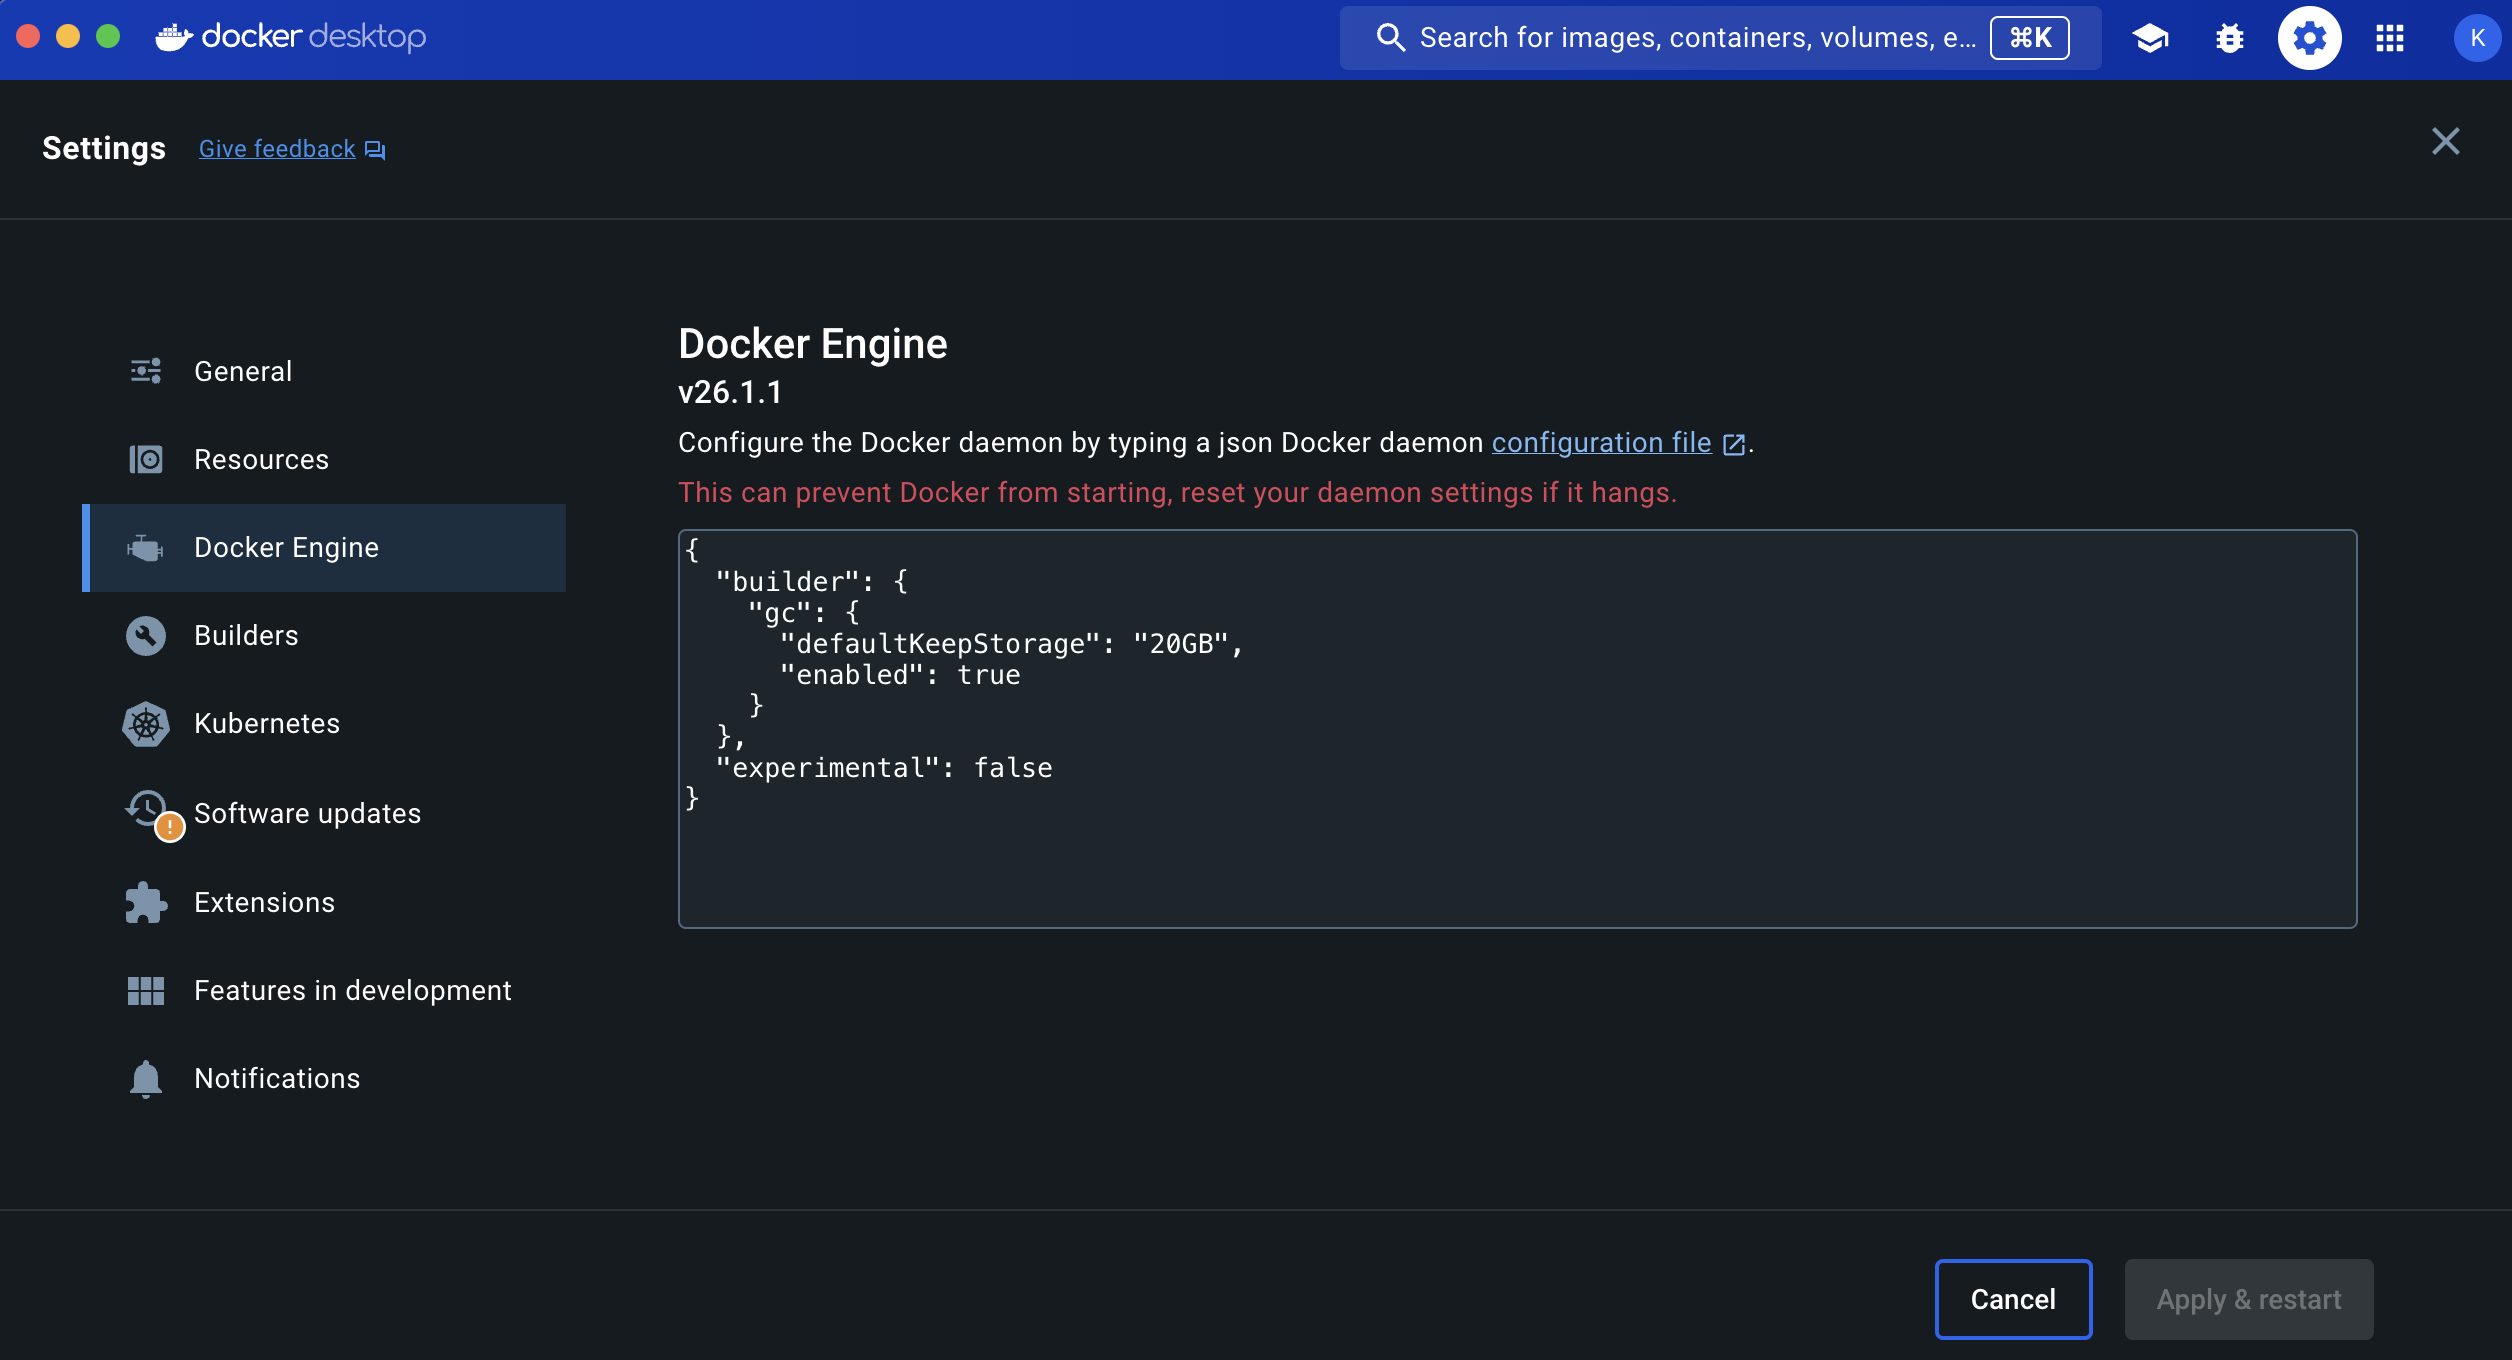 docker desktop
Search for images, containers, volumes, e... ⌘K
K
Settings Give feedback
General
Resources
Docker Engine
Builders
Kubernetes
Software updates
Extensions
Features in development
Notifications
Docker Engine
v26.1.1
Configure the Docker daemon by typing a json Docker daemon configuration file .
This can prevent Docker from starting, reset your daemon settings if it hangs.
{
  "builder": {
    "gc": {
      "defaultKeepStorage": "20GB",
      "enabled": true
    }
  },
  "experimental": false
}
Cancel Apply & restart